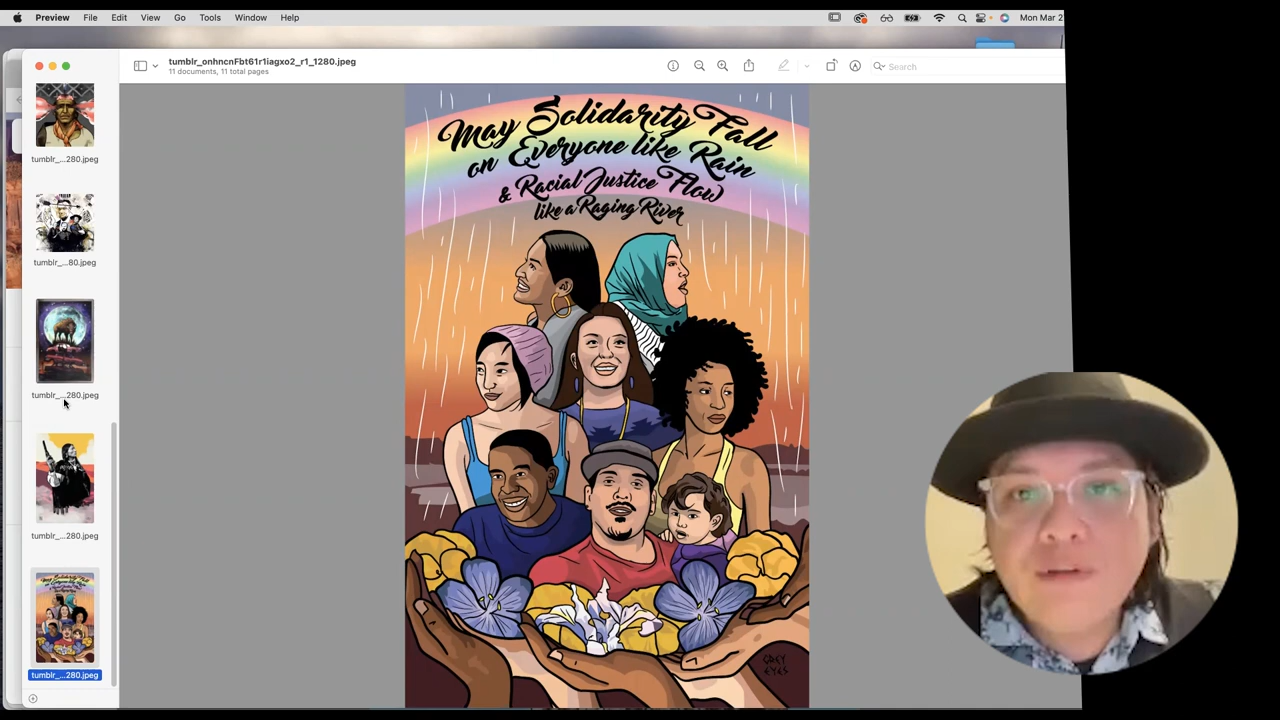 Preview File Edit View Go Tools Window Help
Mon Mar 2
tumblr_onhncnFbt61r1iagxo2_r1_1280.jpeg
11 documents, 11 total pages
Search
tumblr_...280.jpeg
tumblr_...80.jpeg
tumblr_...280.jpeg
tumblr_...280.jpeg
tumblr_...280.jpeg
May Solidarity Fall
on Everyone like Rain
& Racial Justice Flow
like a Raging River
GREY
EYES